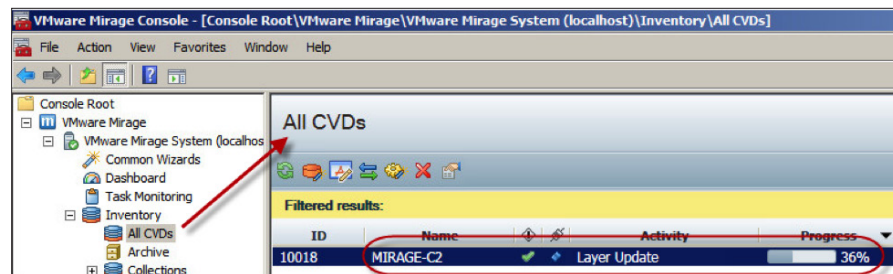 VMware Mirage Console - [Console Root\VMware Mirage\VMware Mirage System (localhost)\Inventory\All CVDs]
File Action View Favorites Window Help
Console Root
VMware Mirage
VMware Mirage System (localhos
Common Wizards
Dashboard
Task Monitoring
Inventory
All CVDs
Archive
Collections
All CVDs
Filtered results:
ID Name Activity Progress
10018 MIRAGE-C2 Layer Update 36%